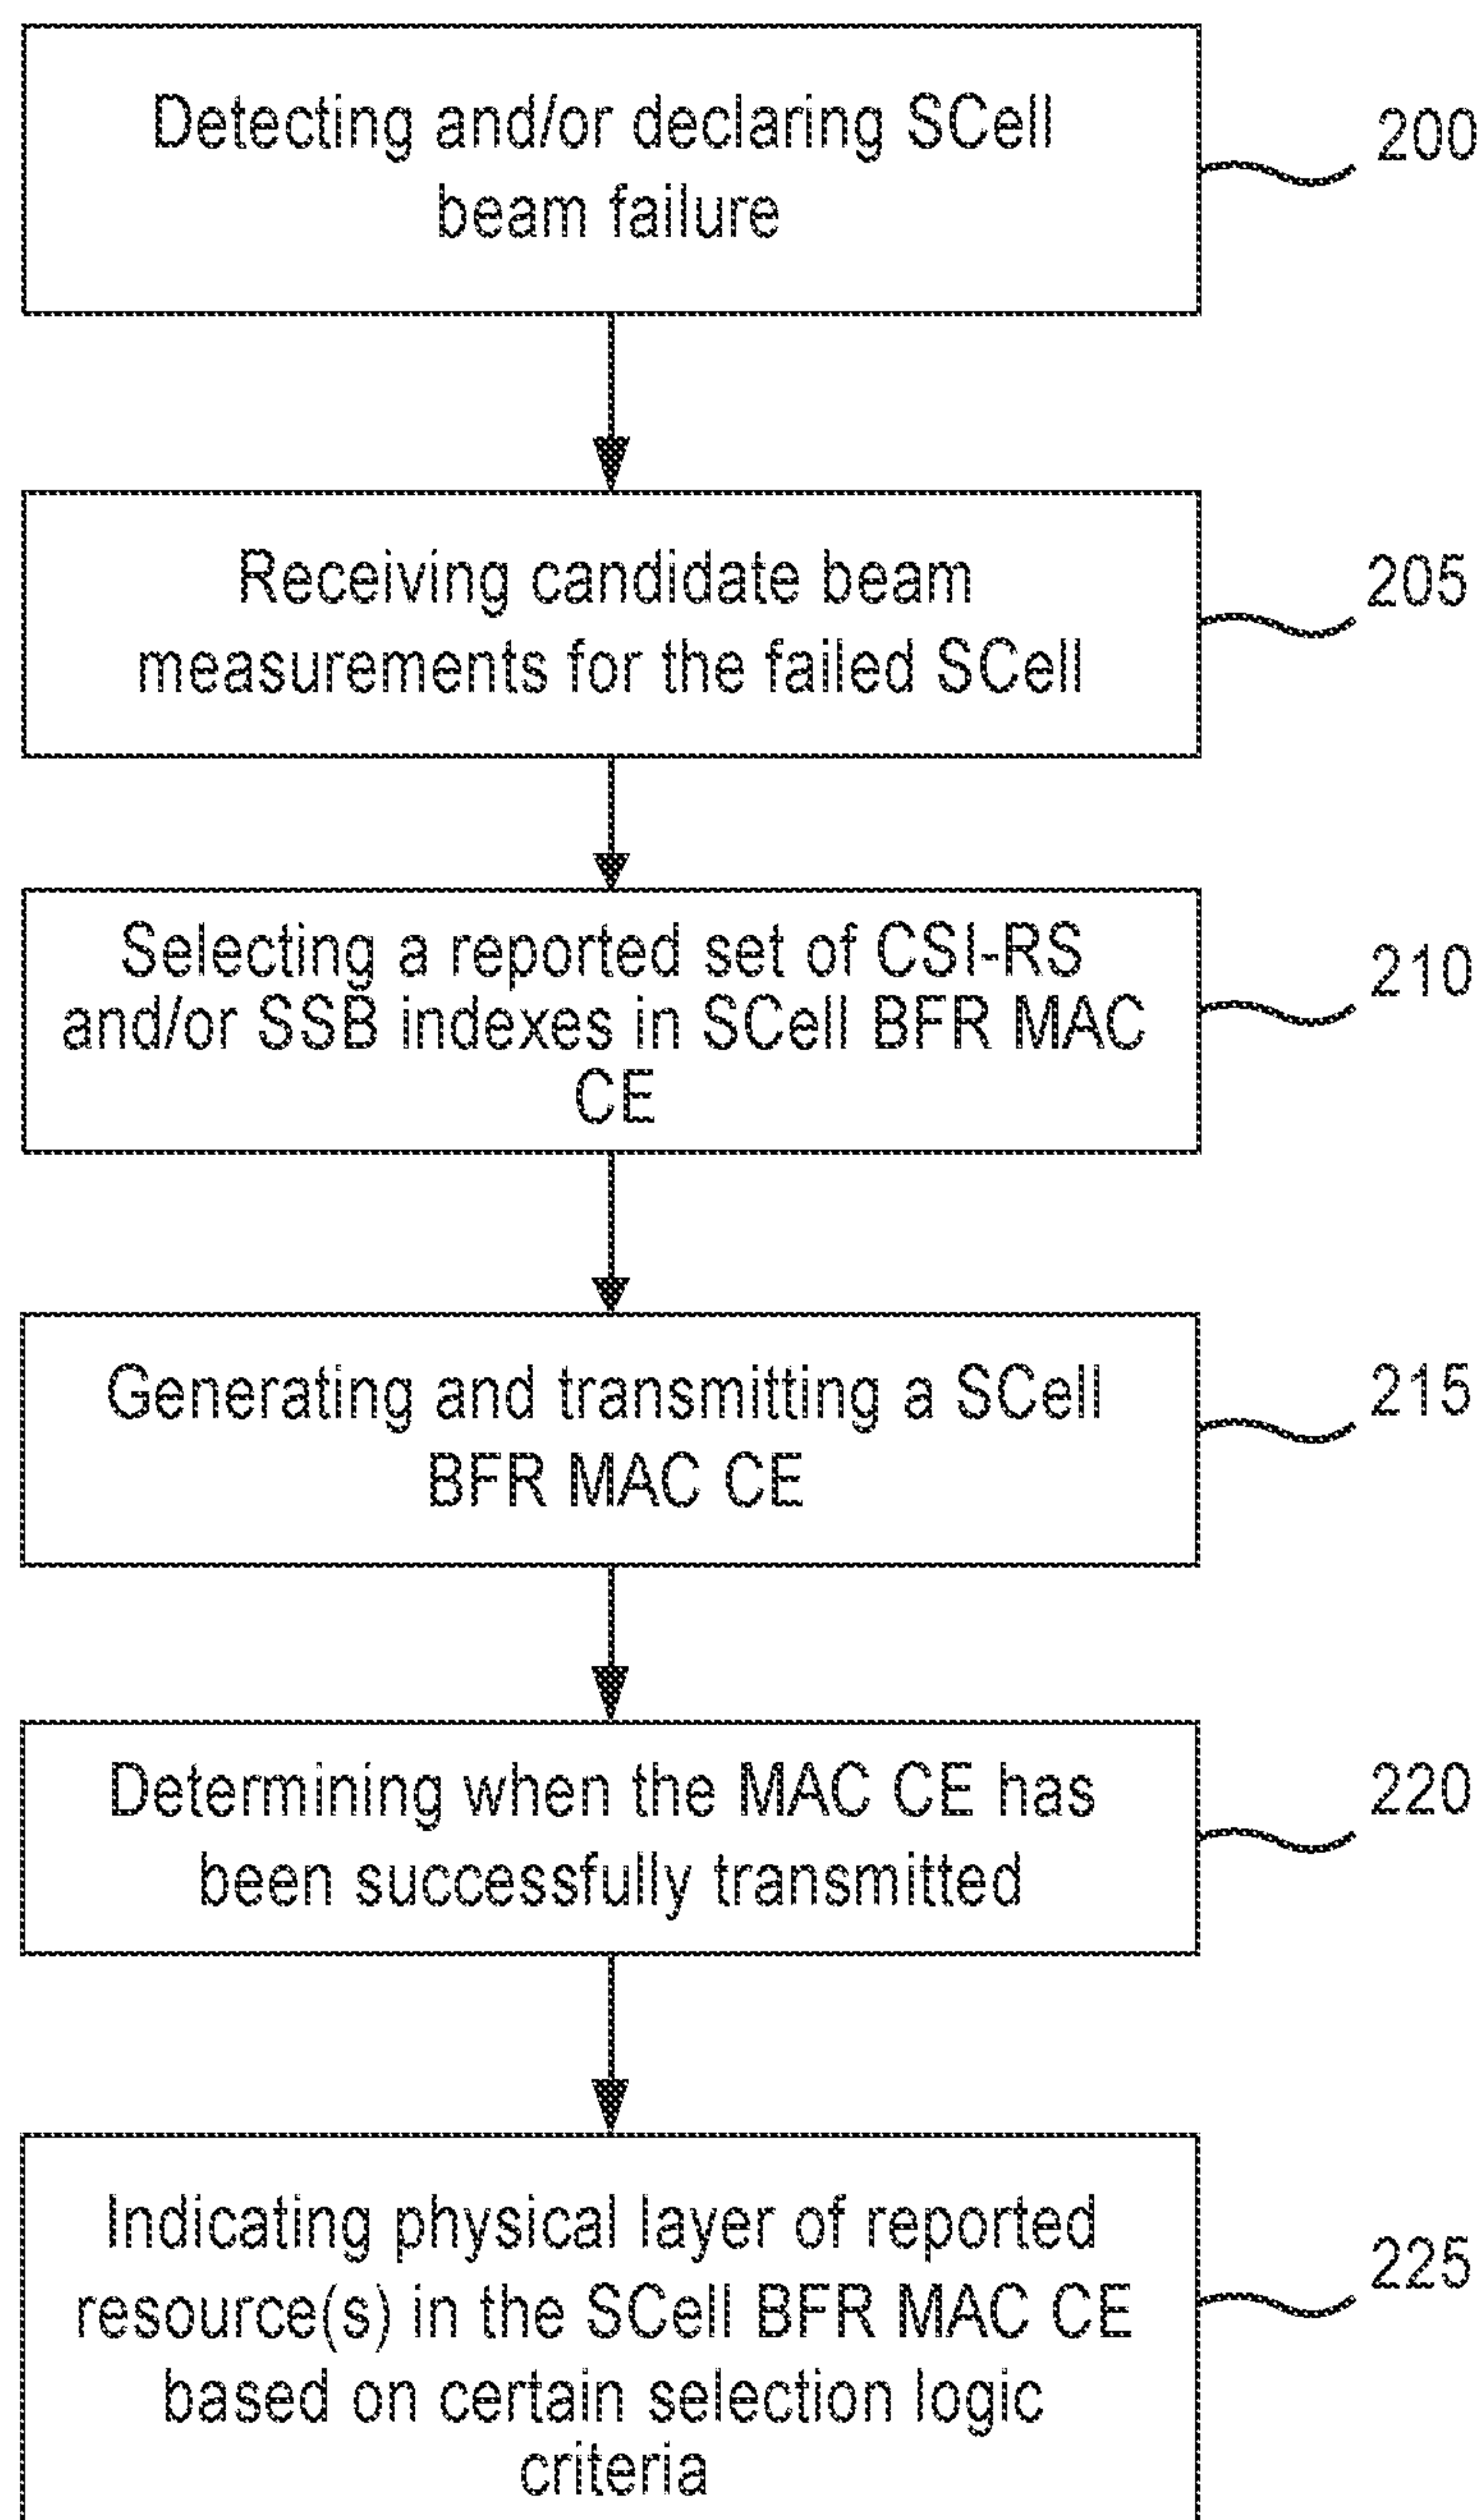 Detecting and/or declaring SCell
beam failure
200
Receiving candidate beam
measurements for the failed SCell
205
Selecting a reported set of CSI-RS
and/or SSB indexes in SCell BFR MAC
CE
210
Generating and transmitting a SCell
BFR MAC CE
215
Determining when the MAC CE has
been successfully transmitted
220
Indicating physical layer of reported
resource(s) in the SCell BFR MAC CE
based on certain selection logic
criteria
225